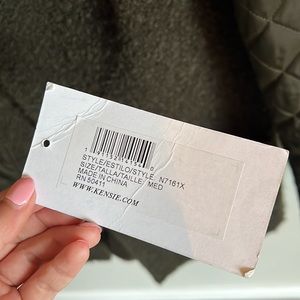 STYLE/ESTILO/STYLE: N7161X
SIZE/TALLA/TAILLE: MED
MADE IN CHINA
RN 50411
WWW.KENSIE.COM